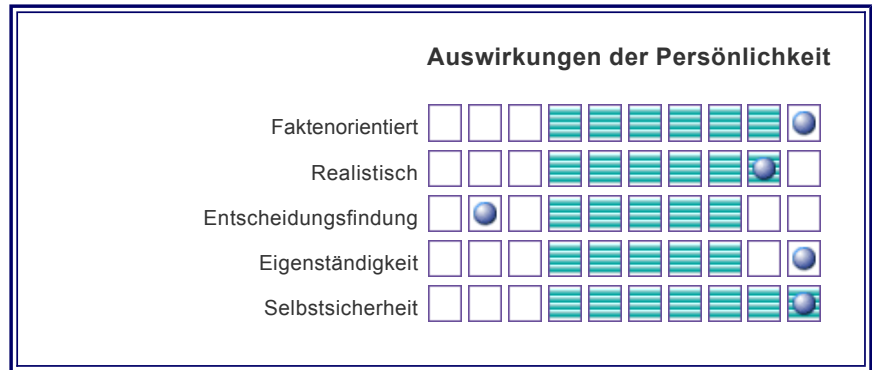 Auswirkungen der Persönlichkeit
Faktenorientiert
Realistisch
Entscheidungsfindung
Eigenständigkeit
Selbstsicherheit